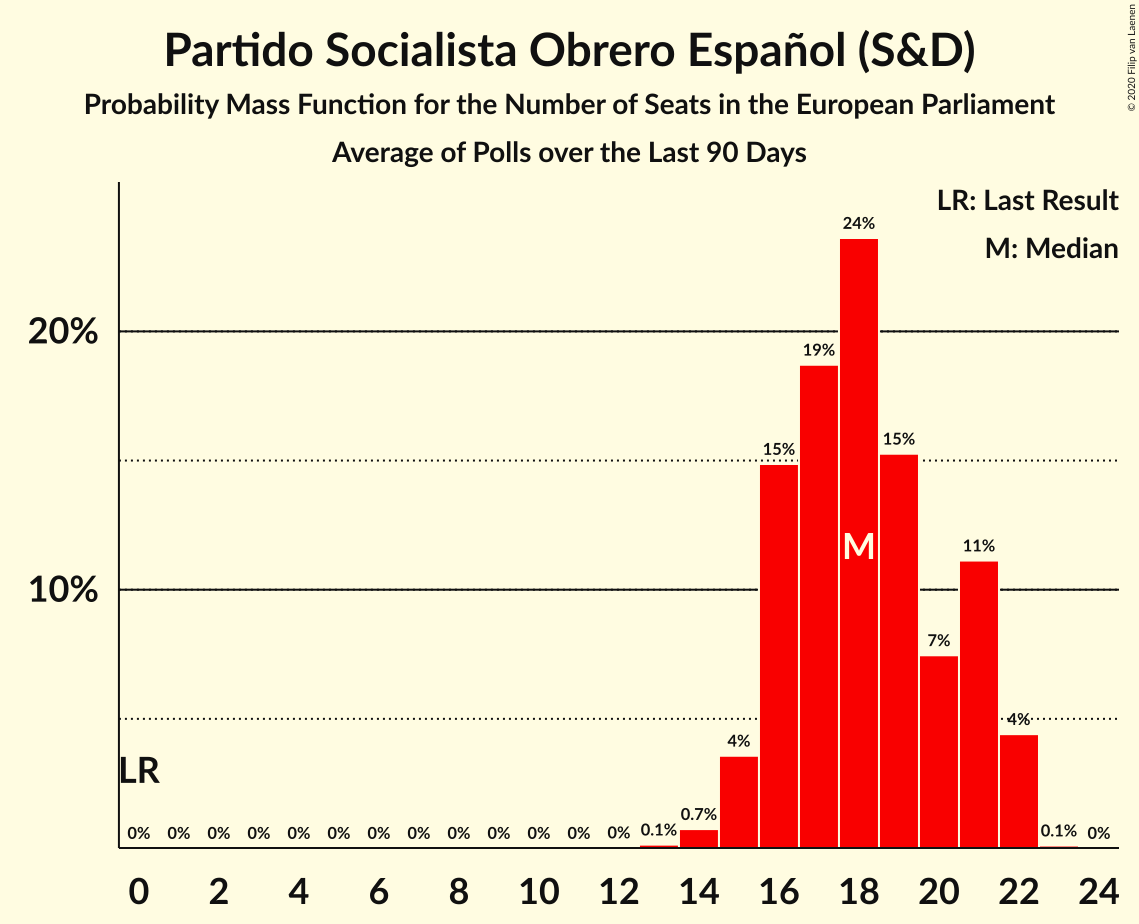 Partido Socialista Obrero Español (S&D)
Probability Mass Function for the Number of Seats in the European Parliament
Average of Polls over the Last 90 Days
© 2020 Filip van Laenen
LR: Last Result
M: Median
24%
20%
19%
15%
15%
M
11%
10%
7%
4%
4%
LR
0% 0% 0% 0% 0% 0% 0% 0% 0% 0% 0% 0% 0% 0.1% 0.7% 0.1% 0%
0 2 4 6 8 10 12 14 16 18 20 22 24